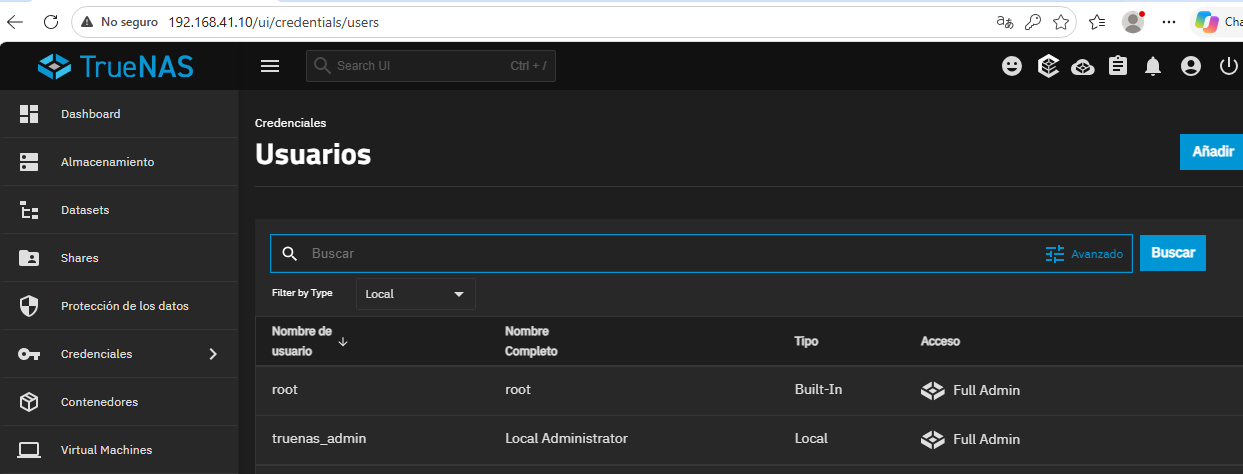 No seguro 192.168.41.10/ui/credentials/users
TrueNAS
Search UI Ctrl + /
Dashboard
Almacenamiento
Datasets
Shares
Protección de los datos
Credenciales
Contenedores
Virtual Machines
Credenciales
Usuarios
Añadir
Buscar Avanzado Buscar
Filter by Type Local
Nombre de usuario Nombre Completo Tipo Acceso
root root Built-In Full Admin
truenas_admin Local Administrator Local Full Admin